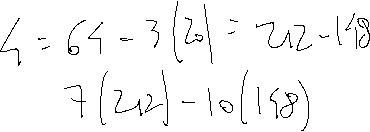 4 = 64 - 3(20) = 212 - 148
7(212) - 10(148)